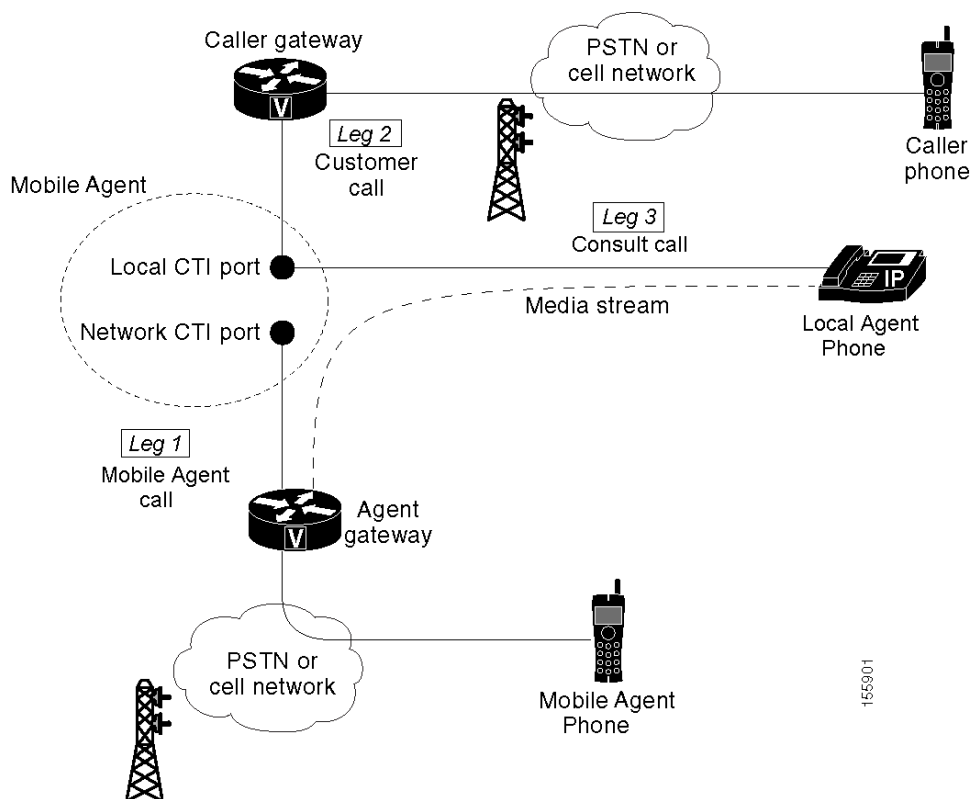 Caller gateway
V
PSTN or
cell network
Leg 2
Customer
call
Caller
phone
Mobile Agent
Leg 3
Consult call
Local CTI port
IP
Media stream
Network CTI port
Local Agent
Phone
Leg 1
Mobile Agent
call
Agent
gateway
V
PSTN or
cell network
Mobile Agent
Phone
155901